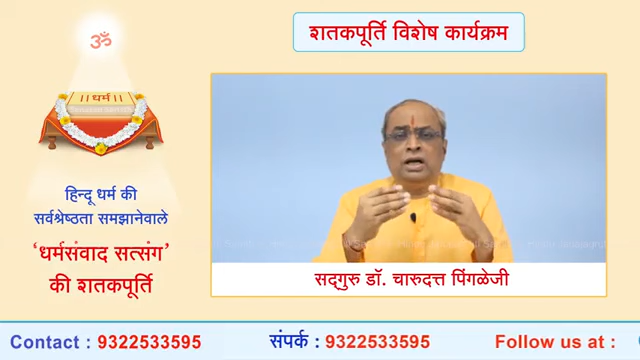 ॐ
।।धर्म।।
हिन्दू धर्म की
सर्वश्रेष्ठता समझानेवाले
‘धर्मसंवाद सत्संग’
की शतकपूर्ति
शतकपूर्ति विशेष कार्यक्रम
सद्गुरु डॉ. चारुदत्त पिंगळेजी
Contact : 9322533595
संपर्क : 9322533595
Follow us at :